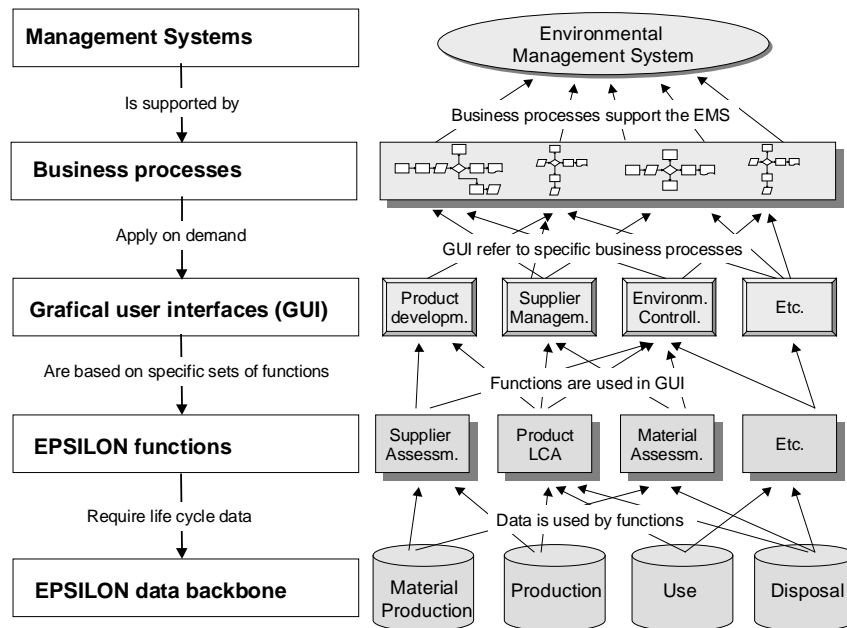 Management Systems
Environmental
Management System
Is supported by
Business processes support the EMS
Business processes
Apply on demand
GUI refer to specific business processes
Grafical user interfaces (GUI)
Product
developm.
Supplier
Managem.
Environm.
Controll.
Etc.
Are based on specific sets of functions
Functions are used in GUI
EPSILON functions
Supplier
Assessm.
Product
LCA
Material
Assessm.
Etc.
Require life cycle data
Data is used by functions
EPSILON data backbone
Material
Production
Production
Use
Disposal